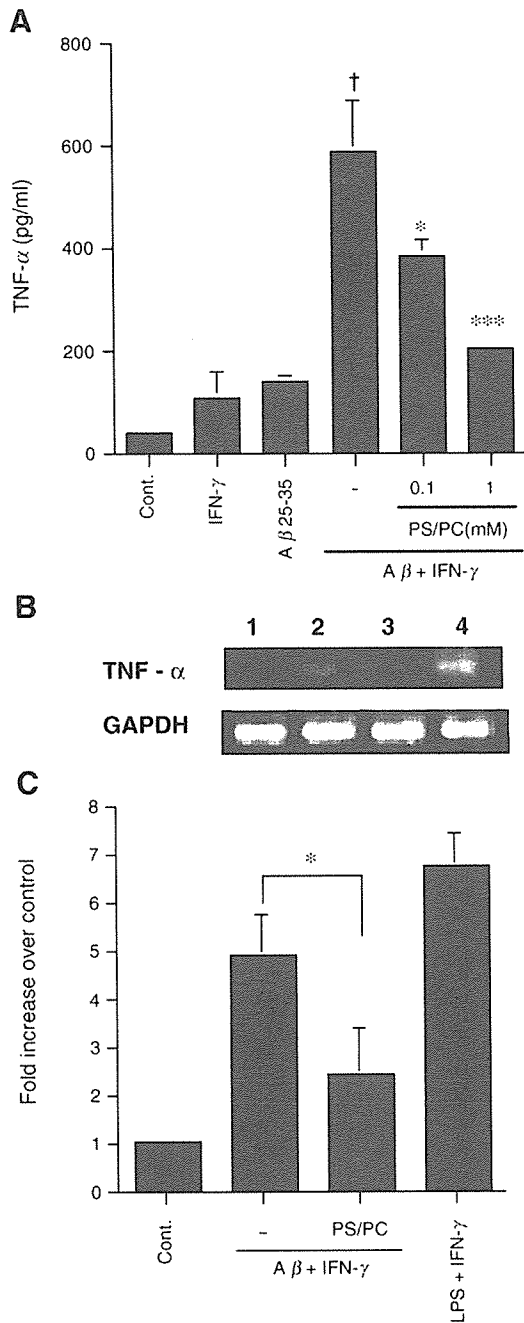 A
800
600
400
200
0
TNF-α (pg/ml)
†
*
***
Cont.
IFN-γ
A β 25-35
-
0.1
1
PS/PC(mM)
A β + IFN-γ
B
1 2 3 4
TNF - α
GAPDH
C
8
7
6
5
4
3
2
1
0
Fold increase over control
*
Cont.
-
PS/PC
A β + IFN-γ
LPS + IFN-γ